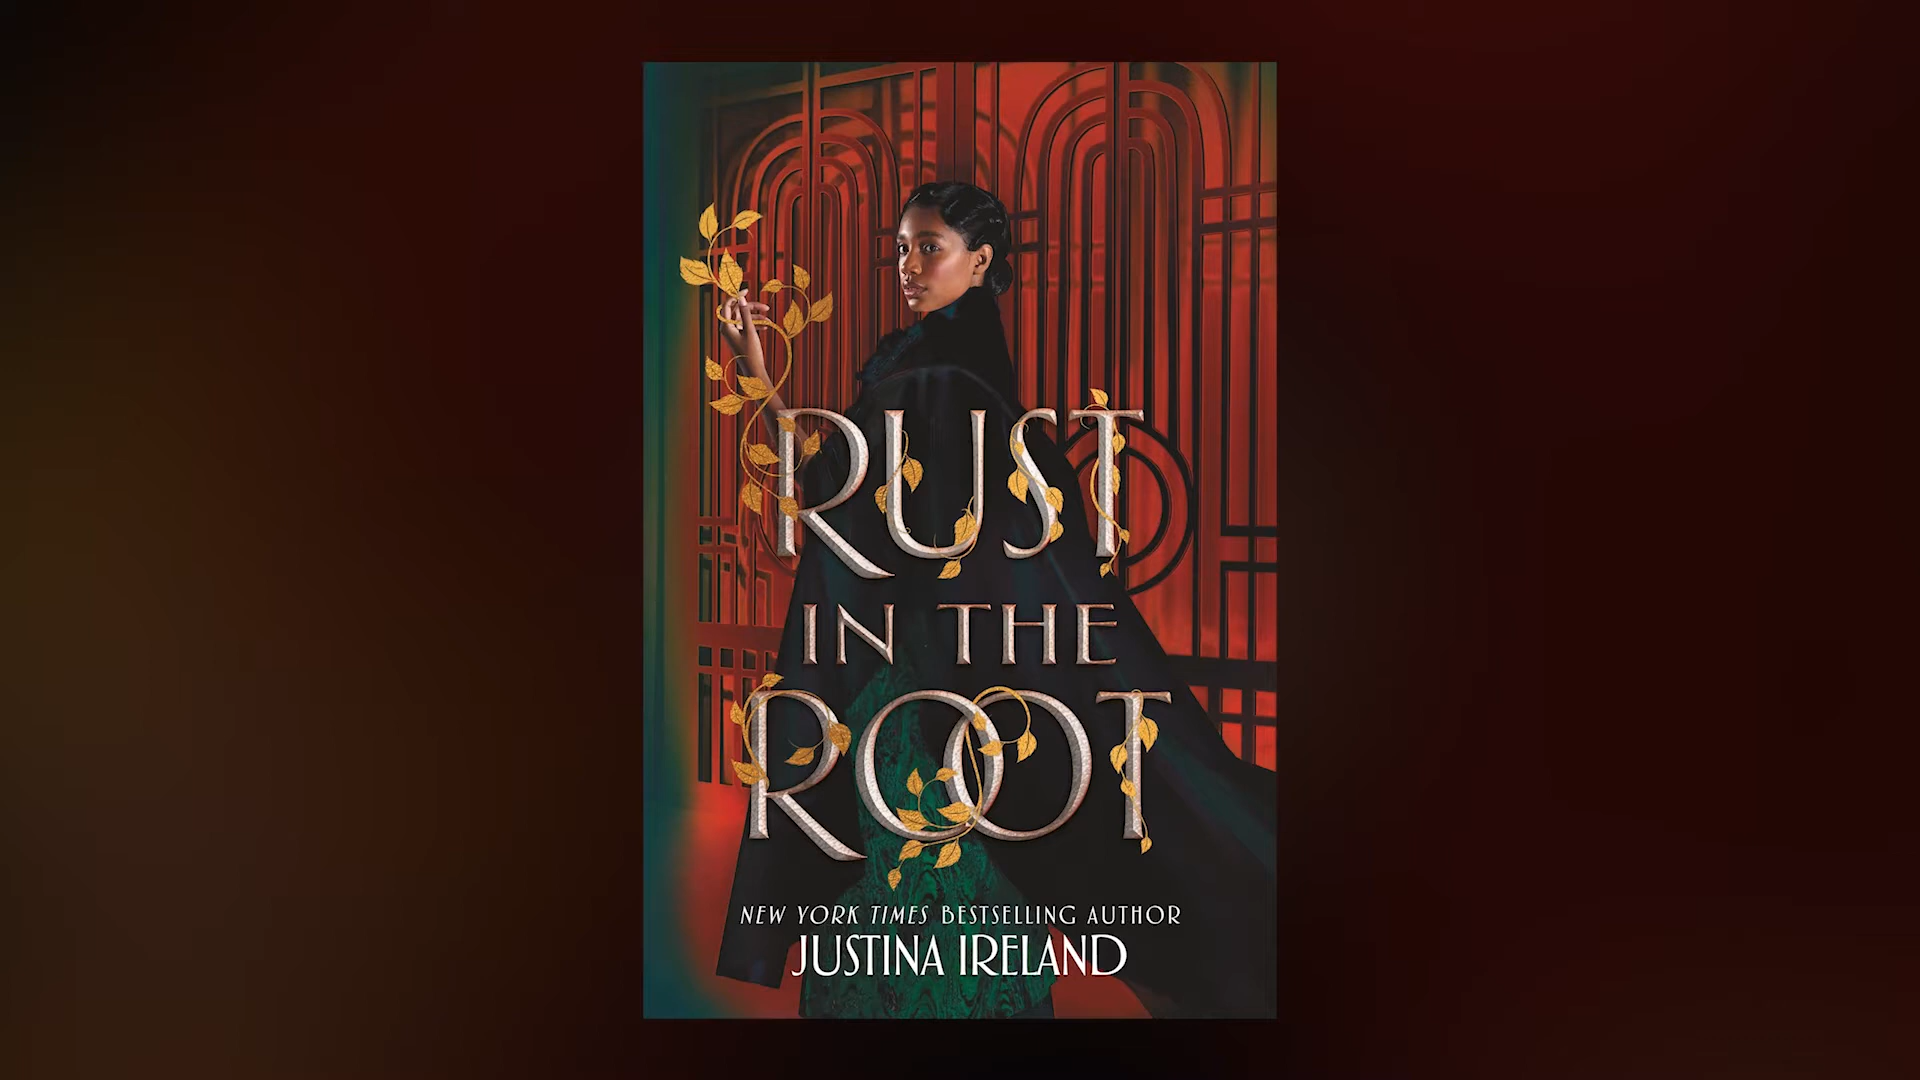 RUST
IN THE
ROOT
NEW YORK TIMES BESTSELLING AUTHOR
JUSTINA IRELAND